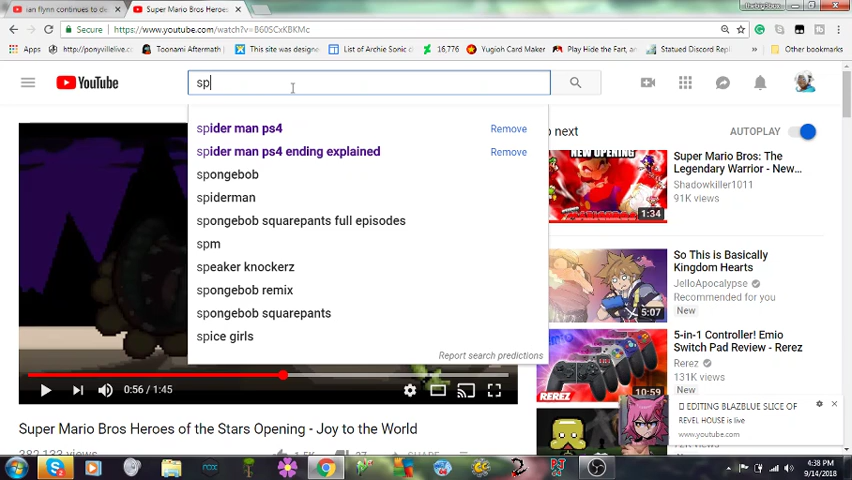 ian flynn continues to de
Super Mario Bros Heroes
Secure
https://www.youtube.com/watch?v=B60SCxKBKMc
Apps
http://ponyvillelive.c
Toonami Aftermath
This site was designe
List of Archie Sonic c
16,776
Yugioh Card Maker
Play Hide the Fart, an
Statued Discord Repli
YouTube
sp
spider man ps4
Remove
spider man ps4 ending explained
Remove
spongebob
spiderman
spongebob squarepants full episodes
spm
speaker knockerz
spongebob remix
spongebob squarepants
spice girls
Report search predictions
next
AUTOPLAY
Super Mario Bros: The
Legendary Warrior - Mo...
Shadowkiller1011
91K views
1:34
So This is Basically
Kingdom Hearts
JelloApocalypse
Recommended for you
New
5:07
5-in-1 Controller! Emio
Switch Pad Review - Rerez
Rerez
131K views
New
10:59
EDITING BLAZBLUE SLICE OF
REVEL HOUSE is live
www.youtube.com
0:56 / 1:45
Super Mario Bros Heroes of the Stars Opening - Joy to the World
4:38 PM
9/14/2018